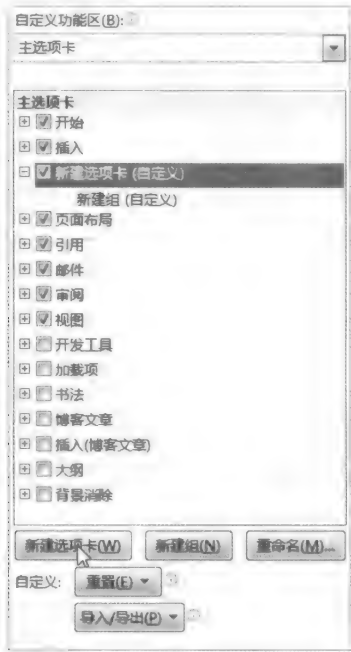 自定义功能区(B):
主选项卡
主选项卡
开始
插入
新建选项卡 (自定义)
新建组 (自定义)
页面布局
引用
邮件
审阅
视图
开发工具
加载项
书法
博客文章
插入(博客文章)
大纲
背景消除
新建选项卡(W) 新建组(N) 重命名(M)...
自定义: 重置(E)
导入/导出(P)